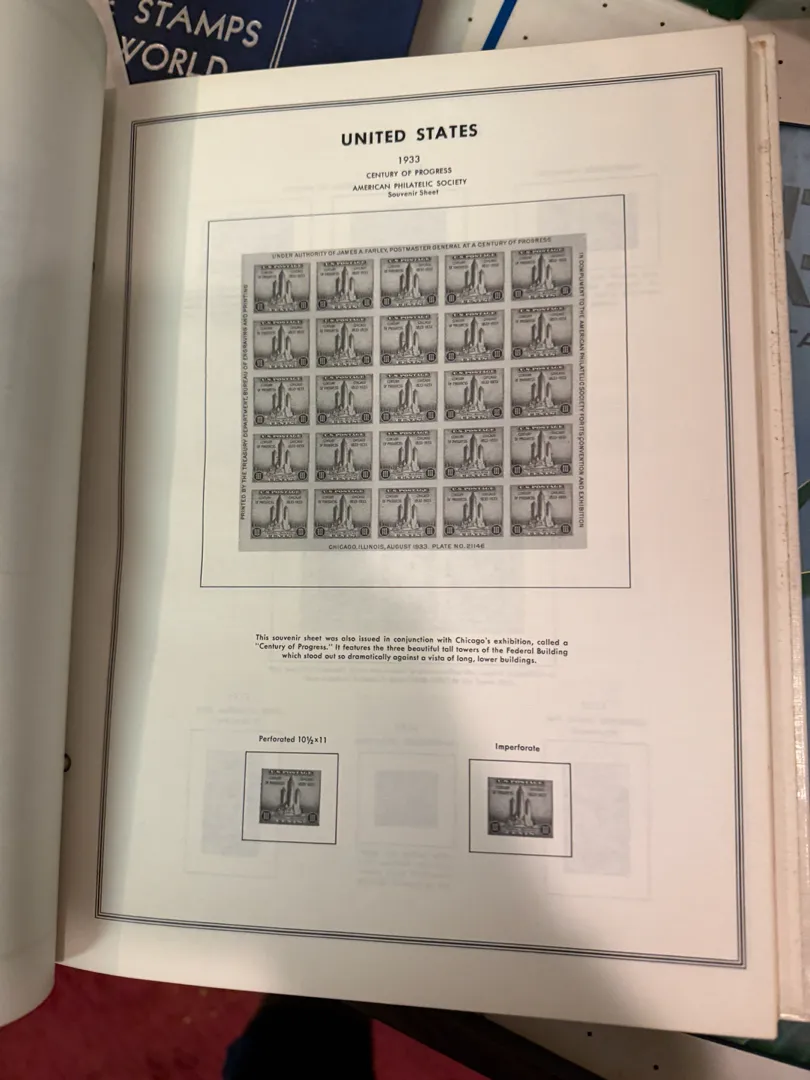 STAMPS
WORLD
UNITED STATES
1933
CENTURY OF PROGRESS
AMERICAN PHILATELIC SOCIETY
Souvenir Sheet
UNDER AUTHORITY OF JAMES A. FARLEY, POSTMASTER GENERAL AT A CENTURY OF PROGRESS
PRINTED BY THE TREASURY DEPARTMENT, BUREAU OF ENGRAVING AND PRINTING
IN COMPLIMENT TO THE AMERICAN PHILATELIC SOCIETY FOR ITS CONVENTION AND EXHIBITION
CHICAGO, ILLINOIS, AUGUST 1933. PLATE NO. 21146
This souvenir sheet was also issued in conjunction with Chicago's exhibition, called a
"Century of Progress." It features the three beautiful tall towers of the Federal Building
which stood out so dramatically against a vista of long, lower buildings.
Perforated 10½x11
Imperforate
U.S. POSTAGE
U.S. POSTAGE